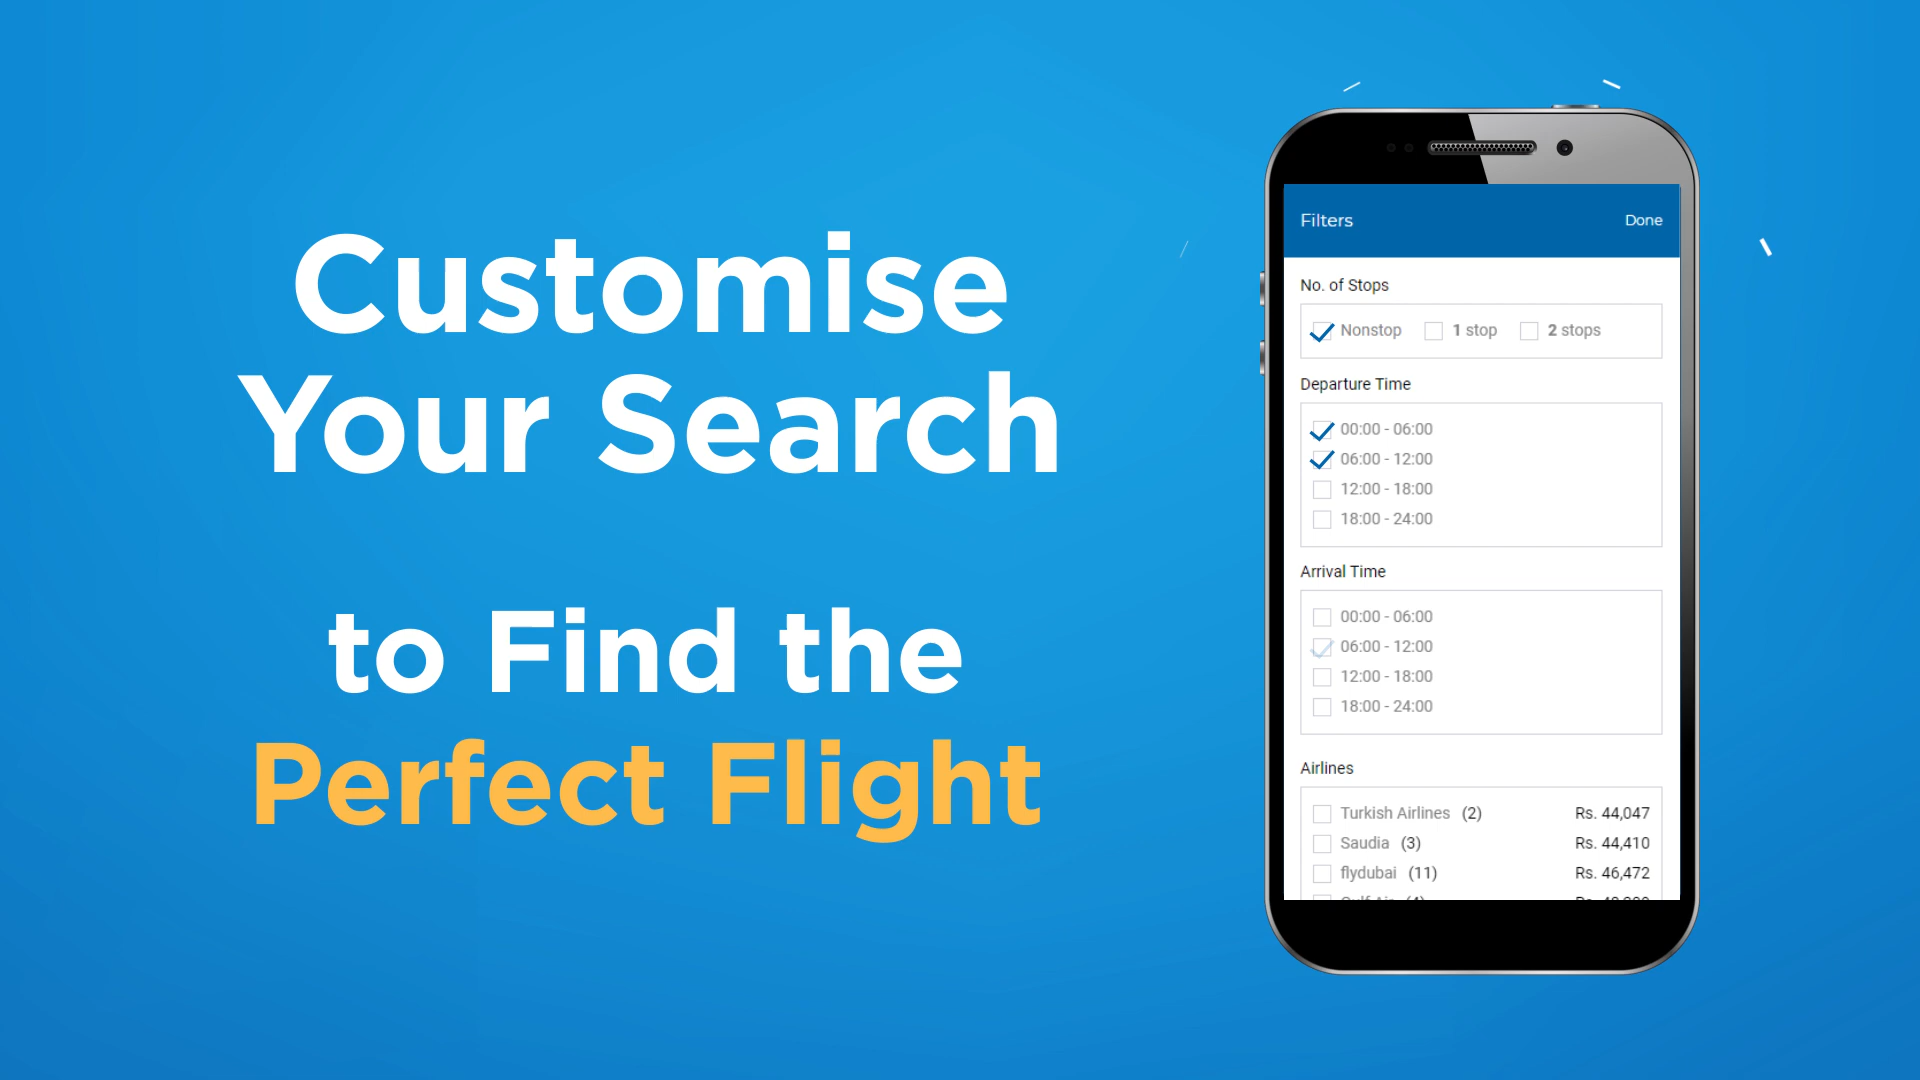 Customise
Your Search
to Find the
Perfect Flight
Filters Done
No. of Stops
Nonstop 1 stop 2 stops
Departure Time
00:00 - 06:00
06:00 - 12:00
12:00 - 18:00
18:00 - 24:00
Arrival Time
00:00 - 06:00
06:00 - 12:00
12:00 - 18:00
18:00 - 24:00
Airlines
Turkish Airlines (2) Rs. 44,047
Saudia (3) Rs. 44,410
flydubai (11) Rs. 46,472